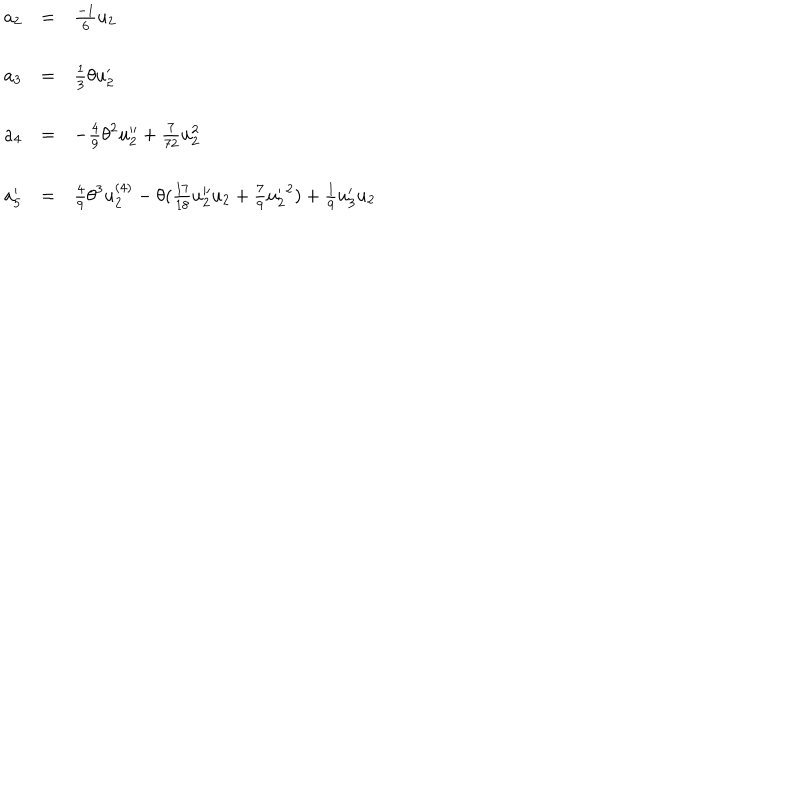 a_2 = \frac{-1}{6} u_2
a_3 = \frac{1}{3} \theta u_2'
a_4 = -\frac{4}{9} \theta^2 u_2'' + \frac{7}{72} u_2^2
a_5' = \frac{4}{9} \theta^3 u_2^{(4)} - \theta ( \frac{17}{18} u_2'' u_2 + \frac{7}{9} {u_2'}^2 ) + \frac{1}{9} u_3' u_2